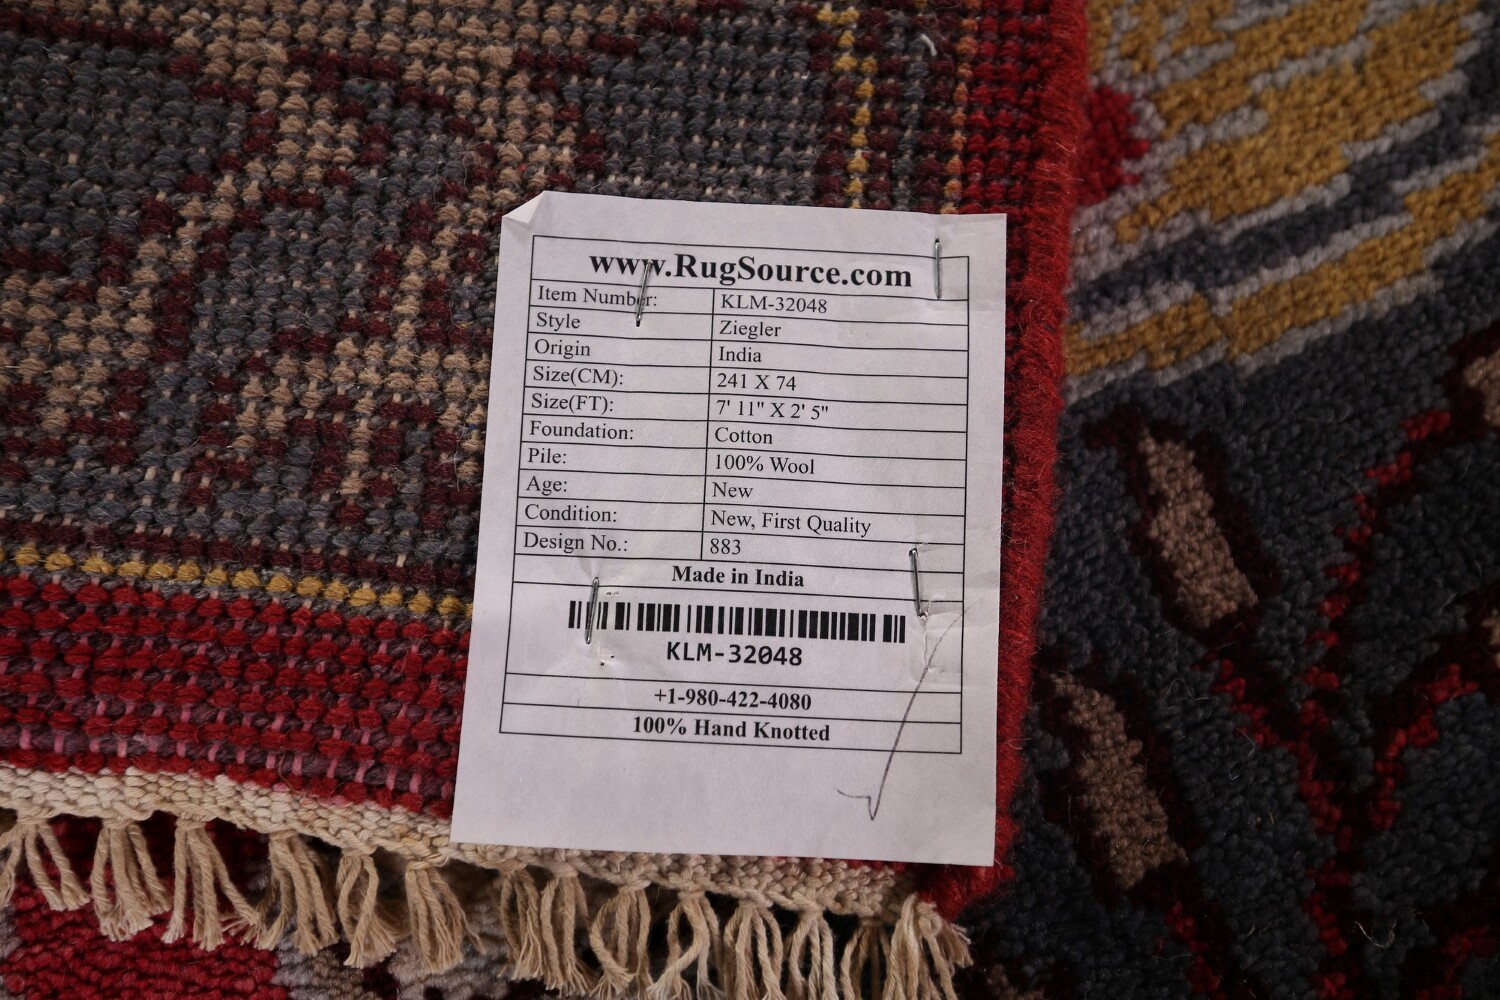 www.RugSource.com
Item Number: KLM-32048
Style Ziegler
Origin India
Size(CM): 241 X 74
Size(FT): 7' 11" X 2' 5"
Foundation: Cotton
Pile: 100% Wool
Age: New
Condition: New, First Quality
Design No.: 883
Made in India
KLM-32048
+1-980-422-4080
100% Hand Knotted